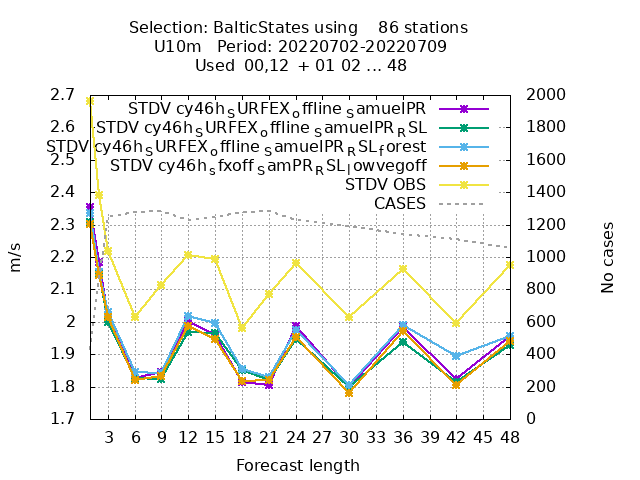 Selection: BalticStates using 86 stations
U10m Period: 20220702-20220709
Used 00,12 + 01 02 ... 48
2.7
2.6
2.5
2.4
2.3
2.2
2.1
2
1.9
1.8
1.7
m/s
STDV cy46h_SURFEX_offline_SamuelPR
STDV cy46h_SURFEX_offline_SamuelPR_RSL
STDV cy46h_SURFEX_offline_SamuelPR_RSL_forest
STDV cy46h_sfxoff_SamPR_RSL_lowvegoff
STDV OBS
CASES
2000
1800
1600
1400
1200
1000
800
600
400
200
0
No cases
3 6 9 12 15 18 21 24 27 30 33 36 39 42 45 48
Forecast length